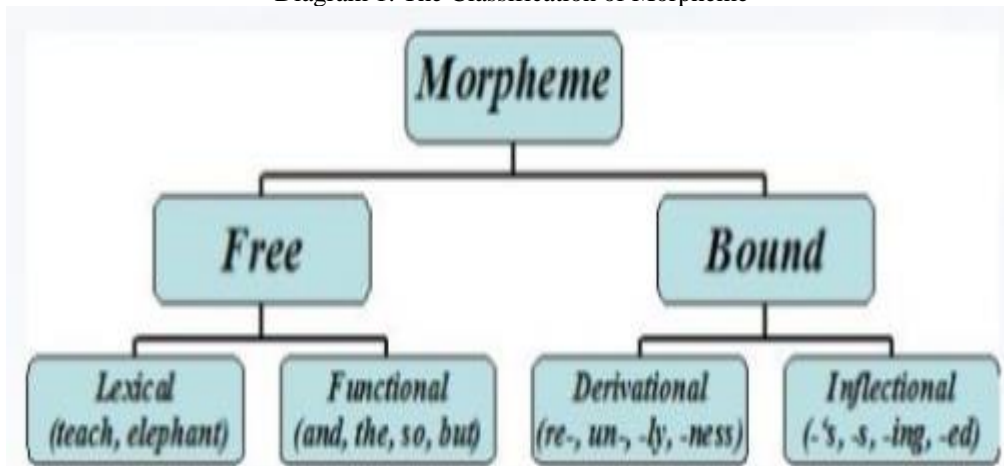 Diagram 1. The Classification of Morpheme
Morpheme
Free
Bound
Lexical
(teach, elephant)
Functional
(and, the, so, but)
Derivational
(re-, un-, -ly, -ness)
Inflectional
(-'s, -s, -ing, -ed)